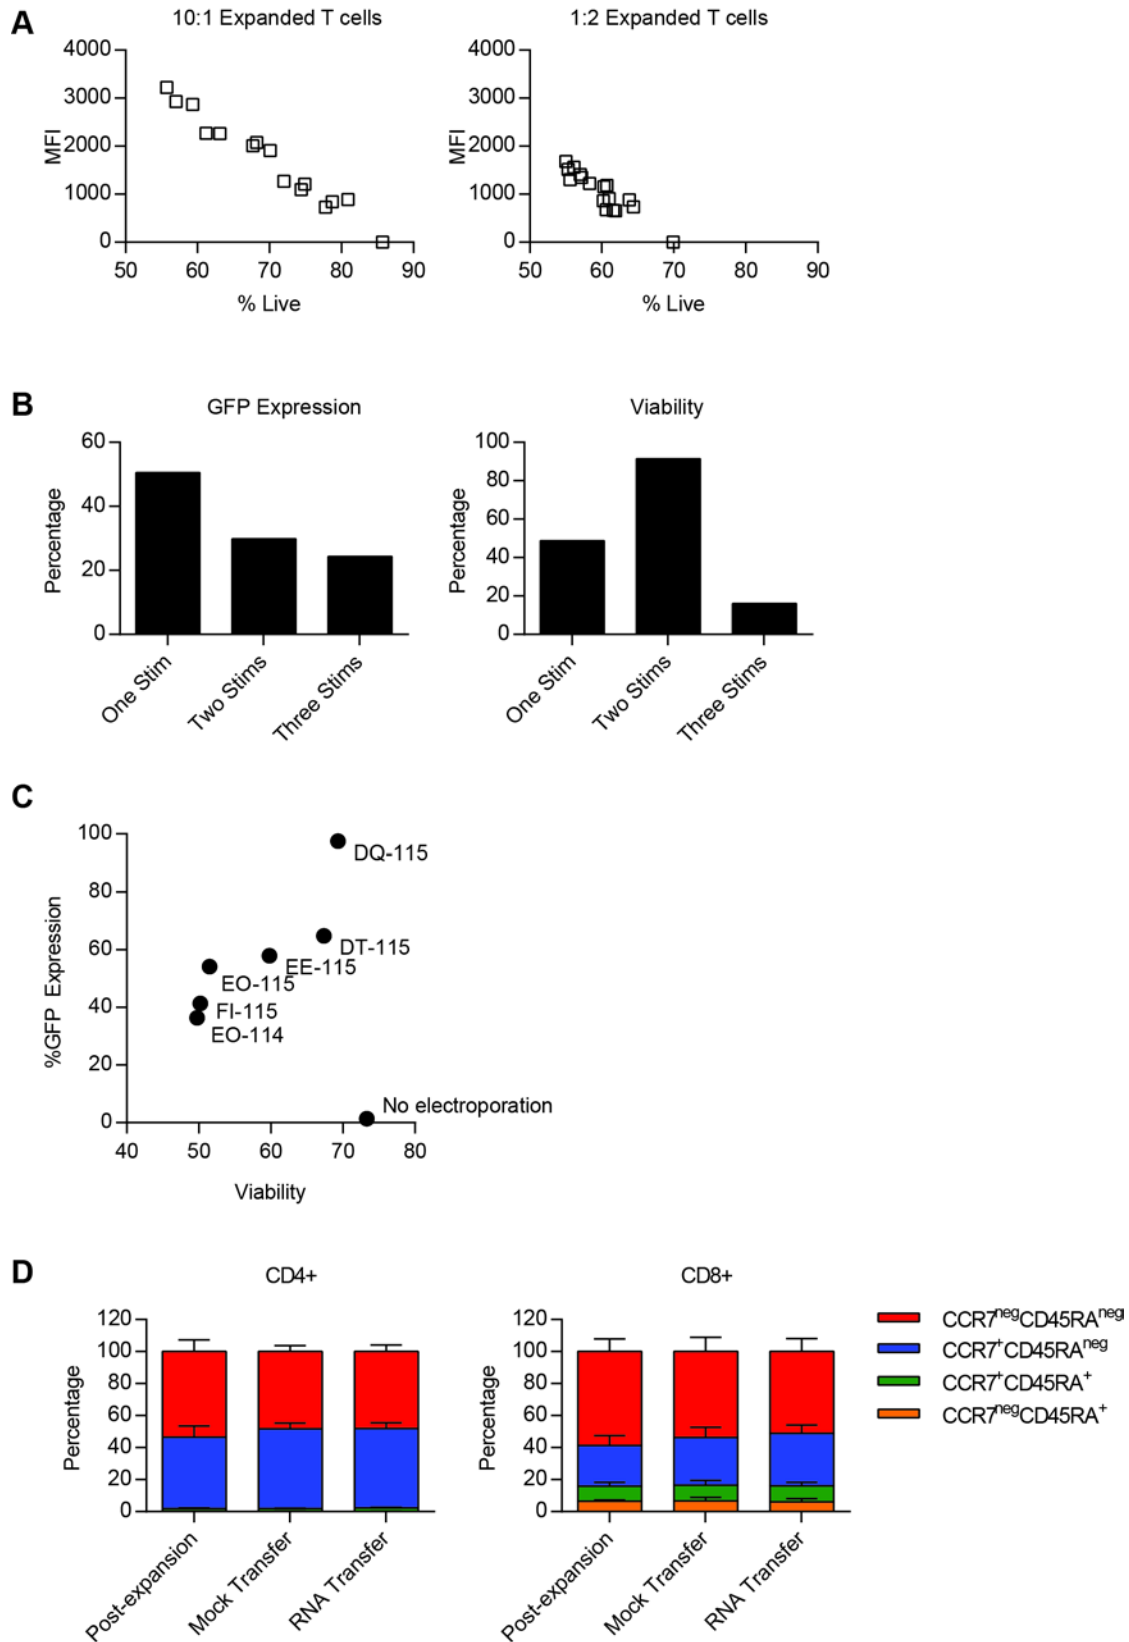 A
10:1 Expanded T cells
1:2 Expanded T cells
4000
3000
2000
1000
0
MFI
50 60 70 80 90
% Live
4000
3000
2000
1000
0
MFI
50 60 70 80 90
% Live
B
GFP Expression
Viability
60
40
20
0
Percentage
One Stim
Two Stims
Three Stims
100
80
60
40
20
0
Percentage
One Stim
Two Stims
Three Stims
C
100
80
60
40
20
0
%GFP Expression
DQ-115
DT-115
EE-115
EO-115
FI-115
EO-114
No electroporation
40 50 60 70 80
Viability
D
CD4+
CD8+
120
100
80
60
40
20
0
Percentage
Post-expansion
Mock Transfer
RNA Transfer
120
100
80
60
40
20
0
Percentage
Post-expansion
Mock Transfer
RNA Transfer
CCR7negCD45RAneg
CCR7+CD45RAneg
CCR7+CD45RA+
CCR7negCD45RA+